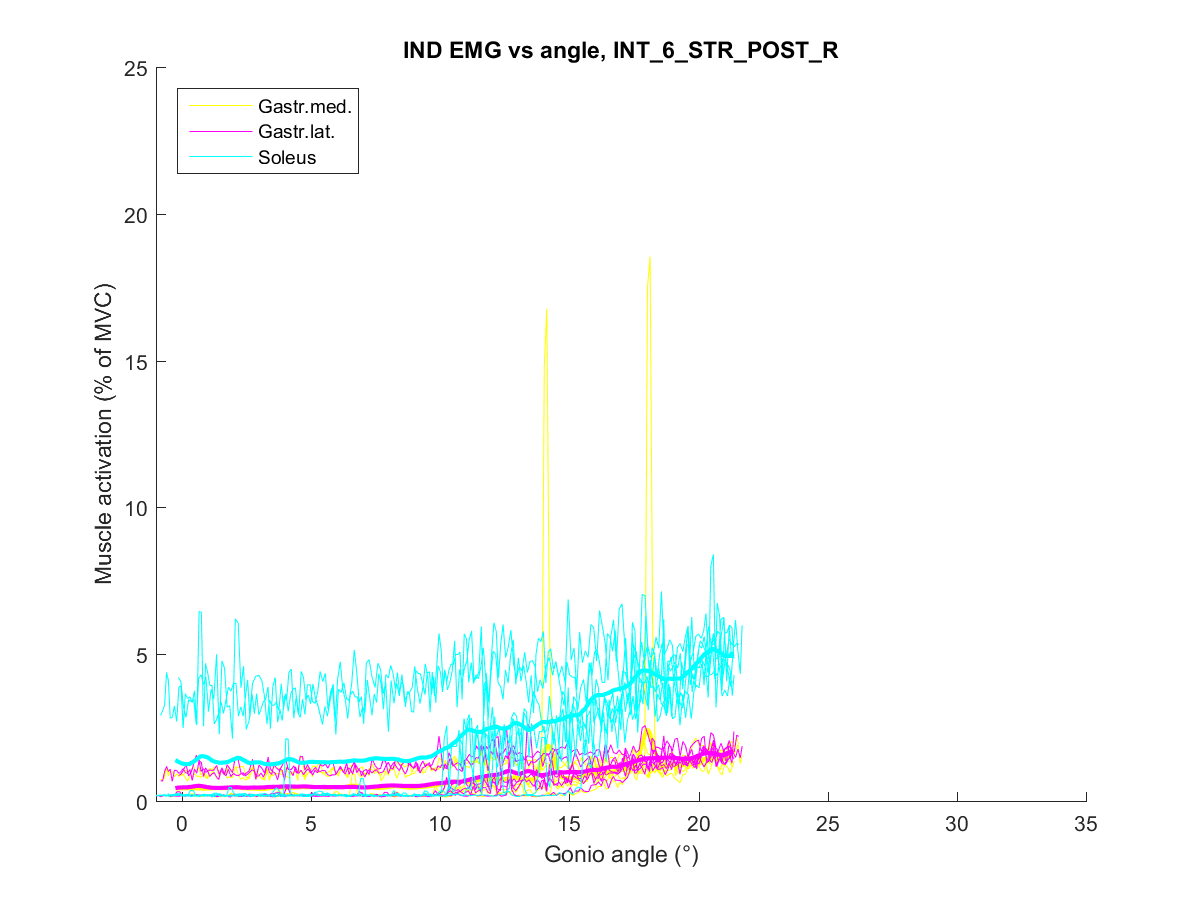 IND EMG vs angle, INT_6_STR_POST_R
25
Gastr.med.
Gastr.lat.
Soleus
20
15
10
5
0
Muscle activation (% of MVC)
0 5 10 15 20 25 30 35
Gonio angle (°)